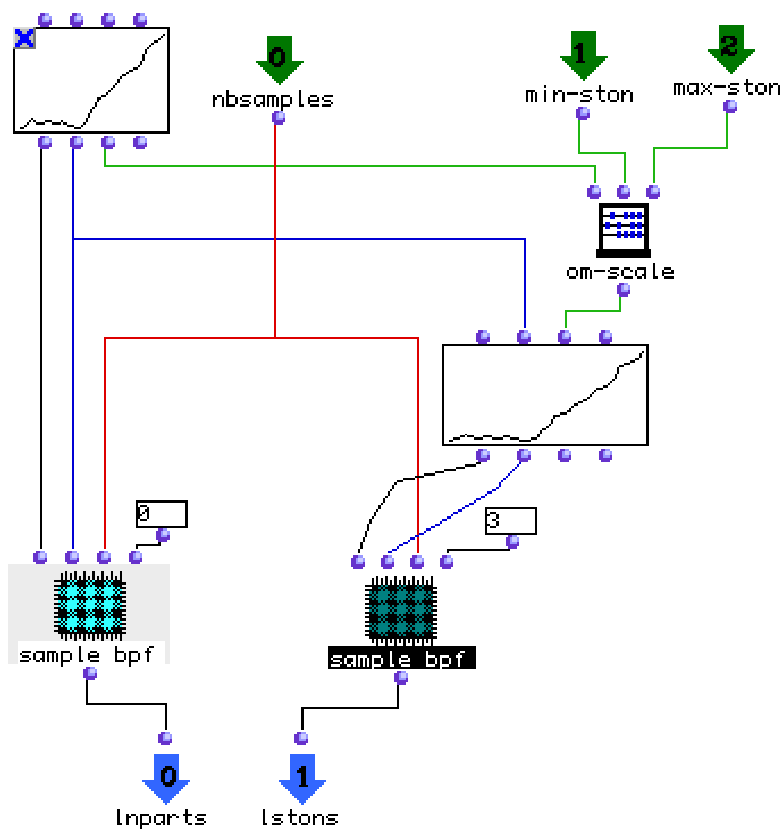 0
nbsamples
1
min-ston
2
max-ston
om-scale
0
3
sample bpf
sample bpf
0
lnparts
1
lstons